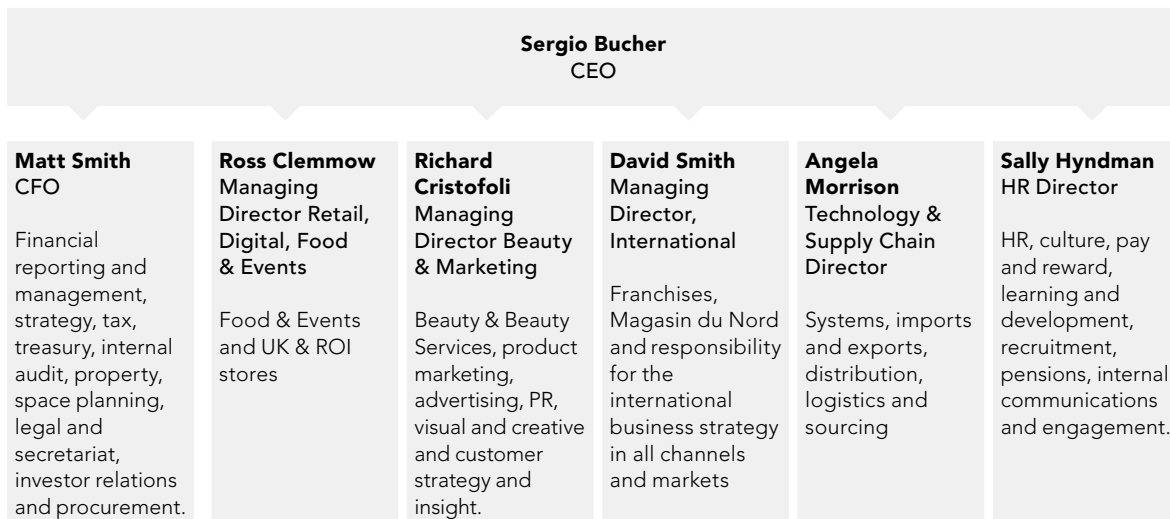 Sergio Bucher
CEO
Matt Smith
CFO
Financial
reporting and
management,
strategy, tax,
treasury, internal
audit, property,
space planning,
legal and
secretariat,
investor relations
and procurement.
Ross Clemmow
Managing
Director Retail,
Digital, Food
& Events
Food & Events
and UK & ROI
stores
Richard
Cristofoli
Managing
Director Beauty
& Marketing
Beauty & Beauty
Services, product
marketing,
advertising, PR,
visual and creative
and customer
strategy and
insight.
David Smith
Managing
Director,
International
Franchises,
Magasin du Nord
and responsibility
for the
international
business strategy
in all channels
and markets
Angela
Morrison
Technology &
Supply Chain
Director
Systems, imports
and exports,
distribution,
logistics and
sourcing
Sally Hyndman
HR Director
HR, culture, pay
and reward,
learning and
development,
recruitment,
pensions, internal
communications
and engagement.